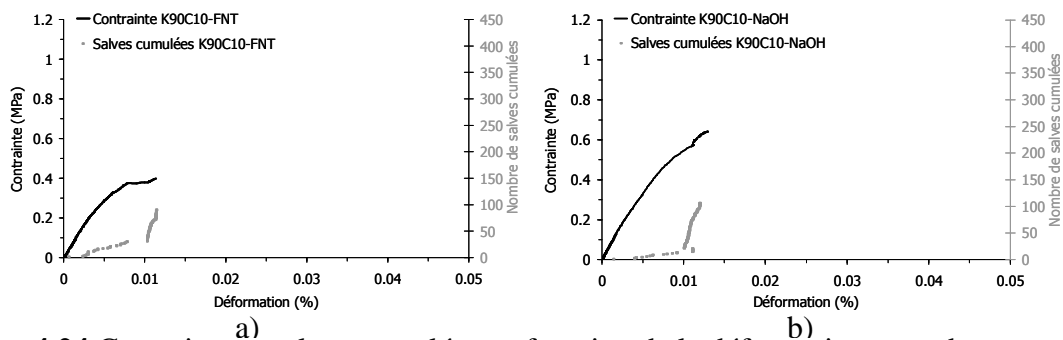 1.2
1
0.8
0.6
0.4
0.2
0
Contrainte (MPa)
Contrainte K90C10-FNT
Salves cumulées K90C10-FNT
450
400
350
300
250
200
150
100
50
0
Nombre de salves cumulées
0 0.01 0.02 0.03 0.04 0.05
Déformation (%)
a)
1.2
1
0.8
0.6
0.4
0.2
0
Contrainte (MPa)
Contrainte K90C10-NaOH
Salves cumulées K90C10-NaOH
450
400
350
300
250
200
150
100
50
0
Nombre de salves cumulées
0 0.01 0.02 0.03 0.04 0.05
Déformation (%)
b)